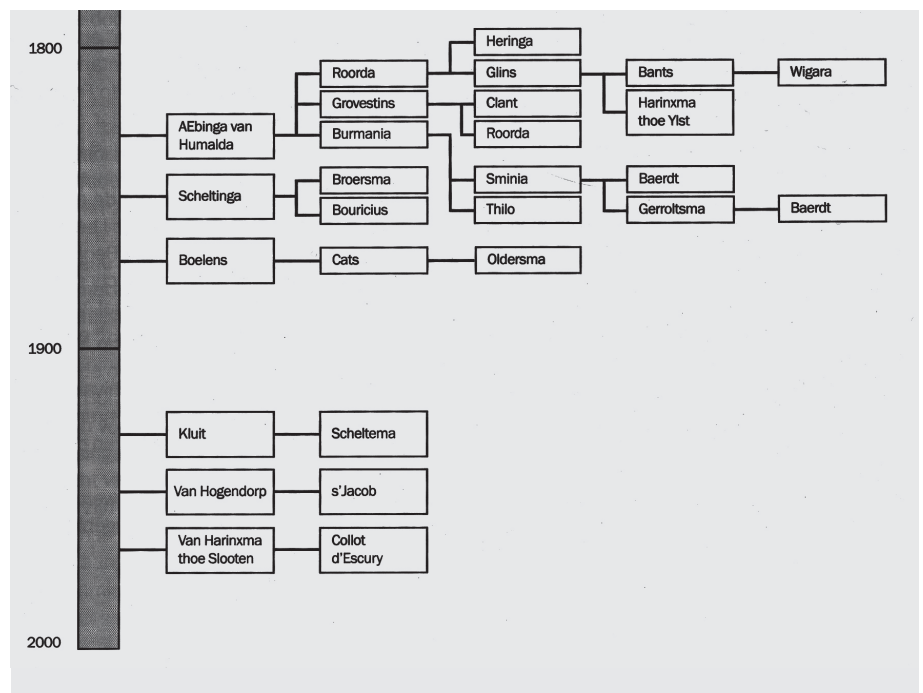 1800
Heringa
Roorda
Glins
Bants
Wigara
Grovestins
Clant
Harinxma
thoe Ylst
AEbinga van
Humalda
Burmania
Roorda
Scheltinga
Broersma
Sminia
Baerdt
Bouricius
Thilo
Gerroltsma
Baerdt
Boelens
Cats
Oldersma
1900
Kluit
Scheltema
Van Hogendorp
s'Jacob
Van Harinxma
thoe Slooten
Collot
d'Escury
2000